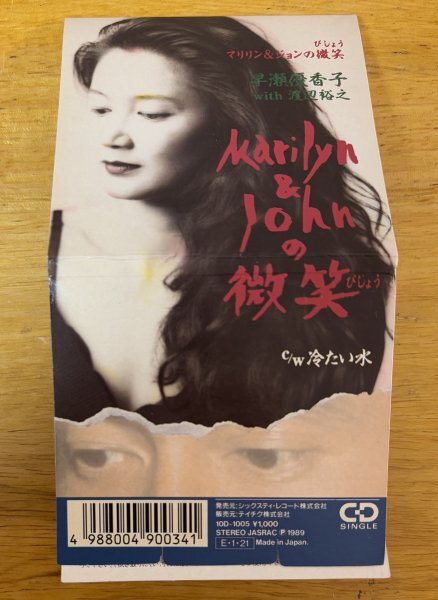 びしょう
マリリン&ジョンの微笑
早瀬優香子
with 渡辺裕之
Marilyn
&
John
の
微笑
びしょう
c/w 冷たい水
発売元:シックスティ・レコード株式会社
販売元:テイチク株式会社
10D-1005 ¥1,000
STEREO JASRAC Ⓟ 1989
E・1・21 Made in Japan.
CD
SINGLE
4 988004 900341